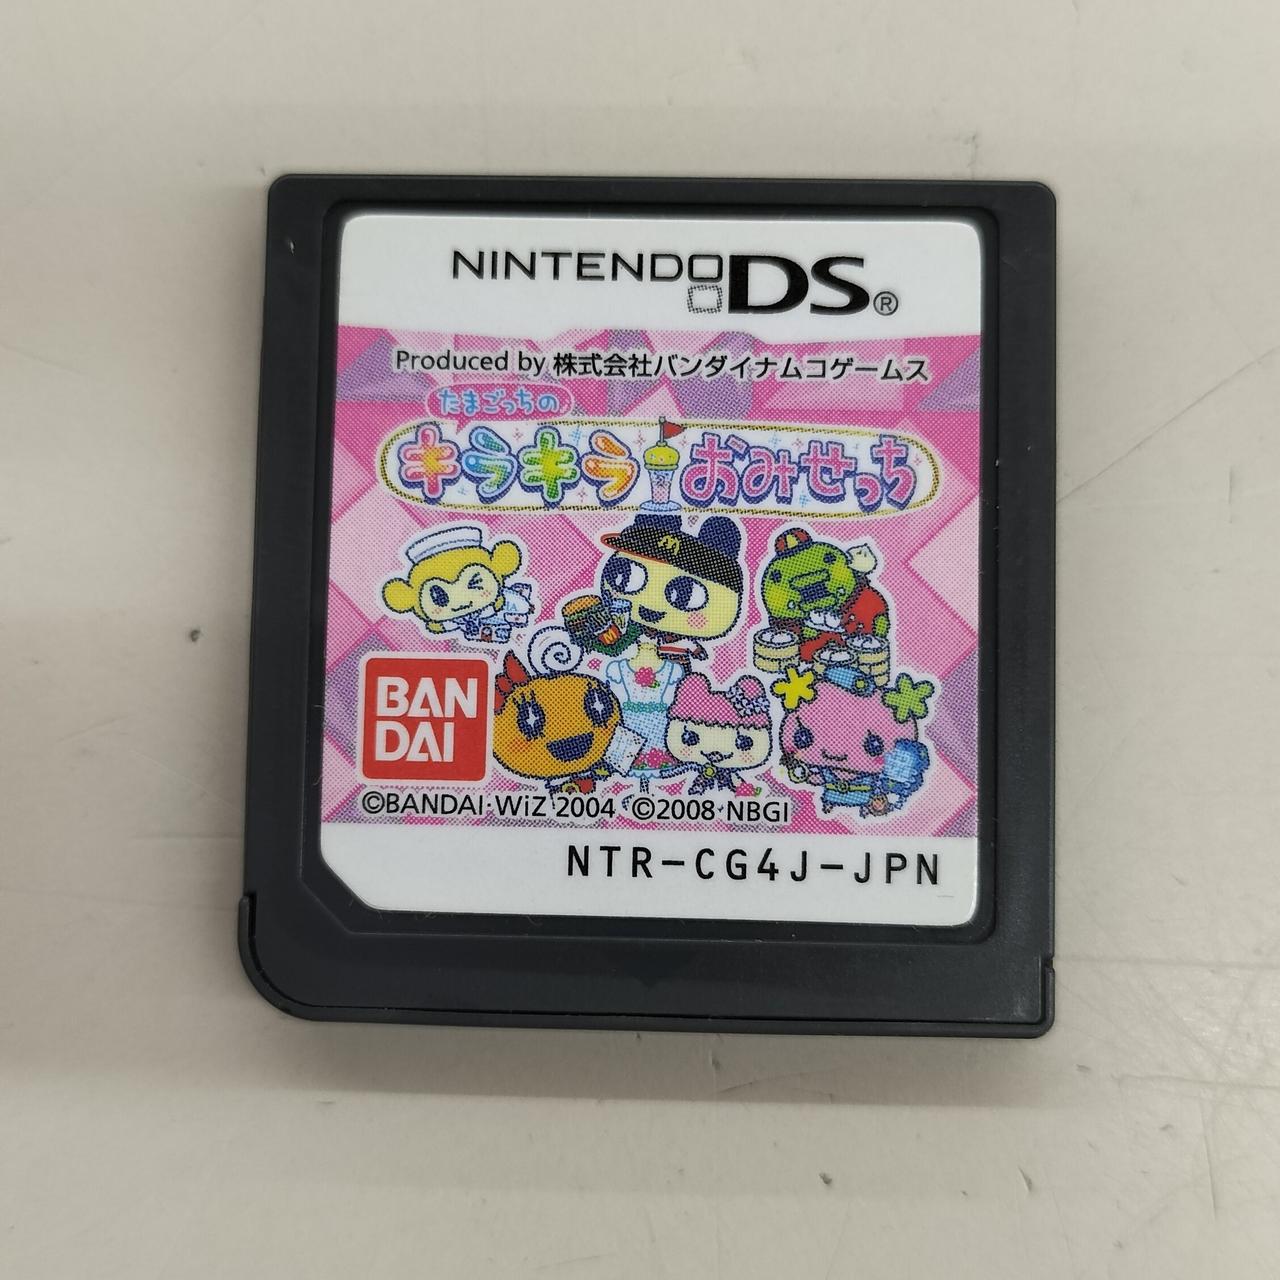 NINTENDO DS®
Produced by 株式会社バンダイナムコゲームス
たまごっちの
キラキラおみせっち
M
M
BAN
DAI
©BANDAI・WiZ 2004 ©2008 NBGI
NTR-CG4J-JPN